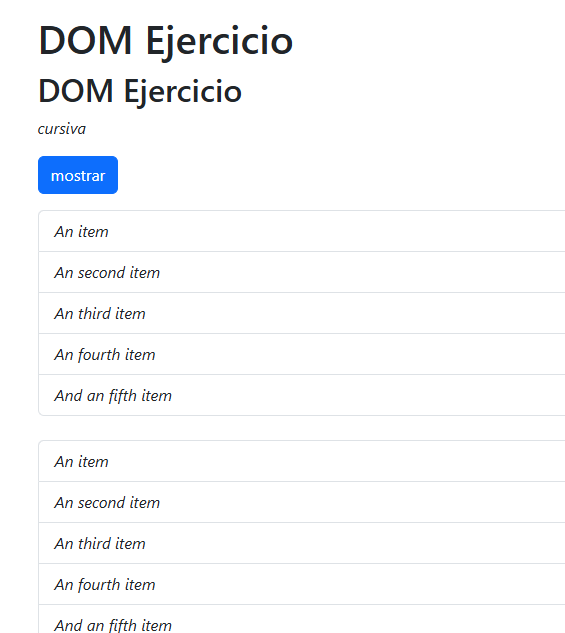 DOM Ejercicio
DOM Ejercicio
cursiva
mostrar
An item
An second item
An third item
An fourth item
And an fifth item
An item
An second item
An third item
An fourth item
And an fifth item